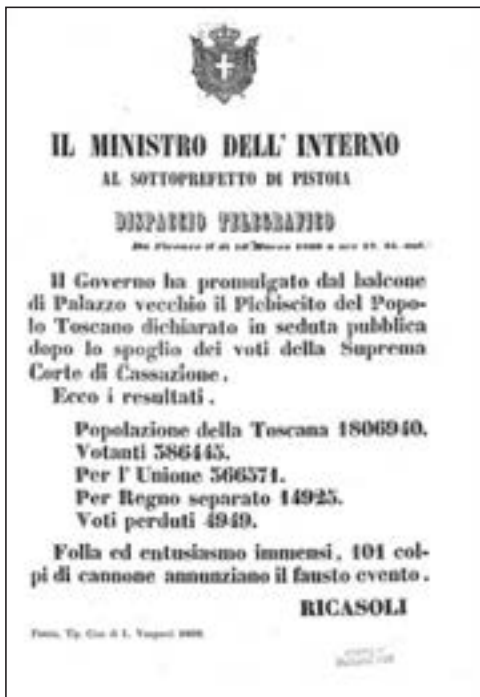 IL MINISTRO DELL' INTERNO
AL SOTTOPREFETTO DI PISTOIA
DISPACCIO TELEGRAFICO
Da Firenze
Il Governo ha promulgato dal balcone
di Palazzo vecchio il Plebiscito del Popo-
lo Toscano dichiarato in seduta pubblica
dopo lo spoglio dei voti della Suprema
Corte di Cassazione.
Ecco i resultati.
Popolazione della Toscana 1806940.
Votanti 386445.
Per l' Unione 366571.
Per Regno separato 14925.
Voti perduti 4949.
Folla ed entusiasmo immensi. 101 col-
pi di cannone annunziano il fausto evento.
RICASOLI
Tip.